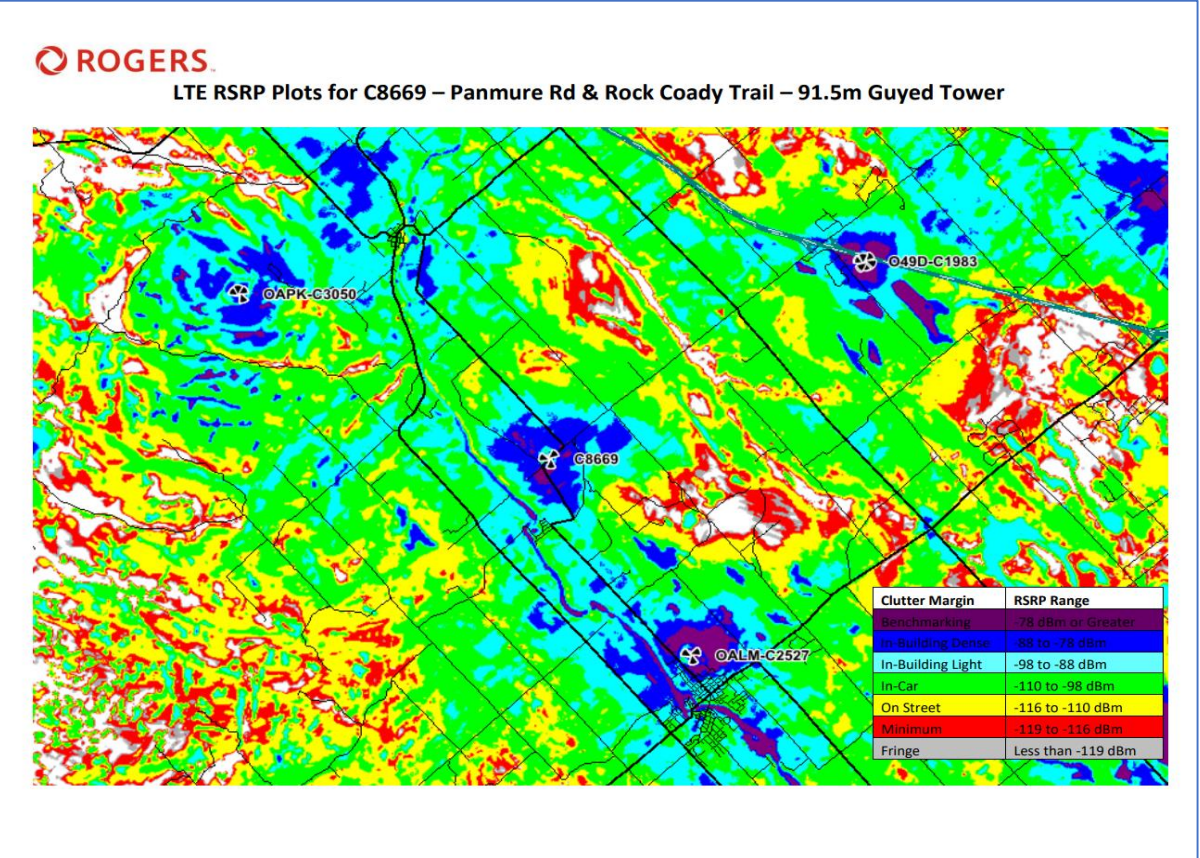 ROGERS™
LTE RSRP Plots for C8669 – Panmure Rd & Rock Coady Trail – 91.5m Guyed Tower
O49D-C1983
OAPK-C3050
C8669
OALM-C2527
Clutter Margin RSRP Range
Benchmarking -78 dBm or Greater
In-Building Dense -88 to -78 dBm
In-Building Light -98 to -88 dBm
In-Car -110 to -98 dBm
On Street -116 to -110 dBm
Minimum -119 to -116 dBm
Fringe Less than -119 dBm